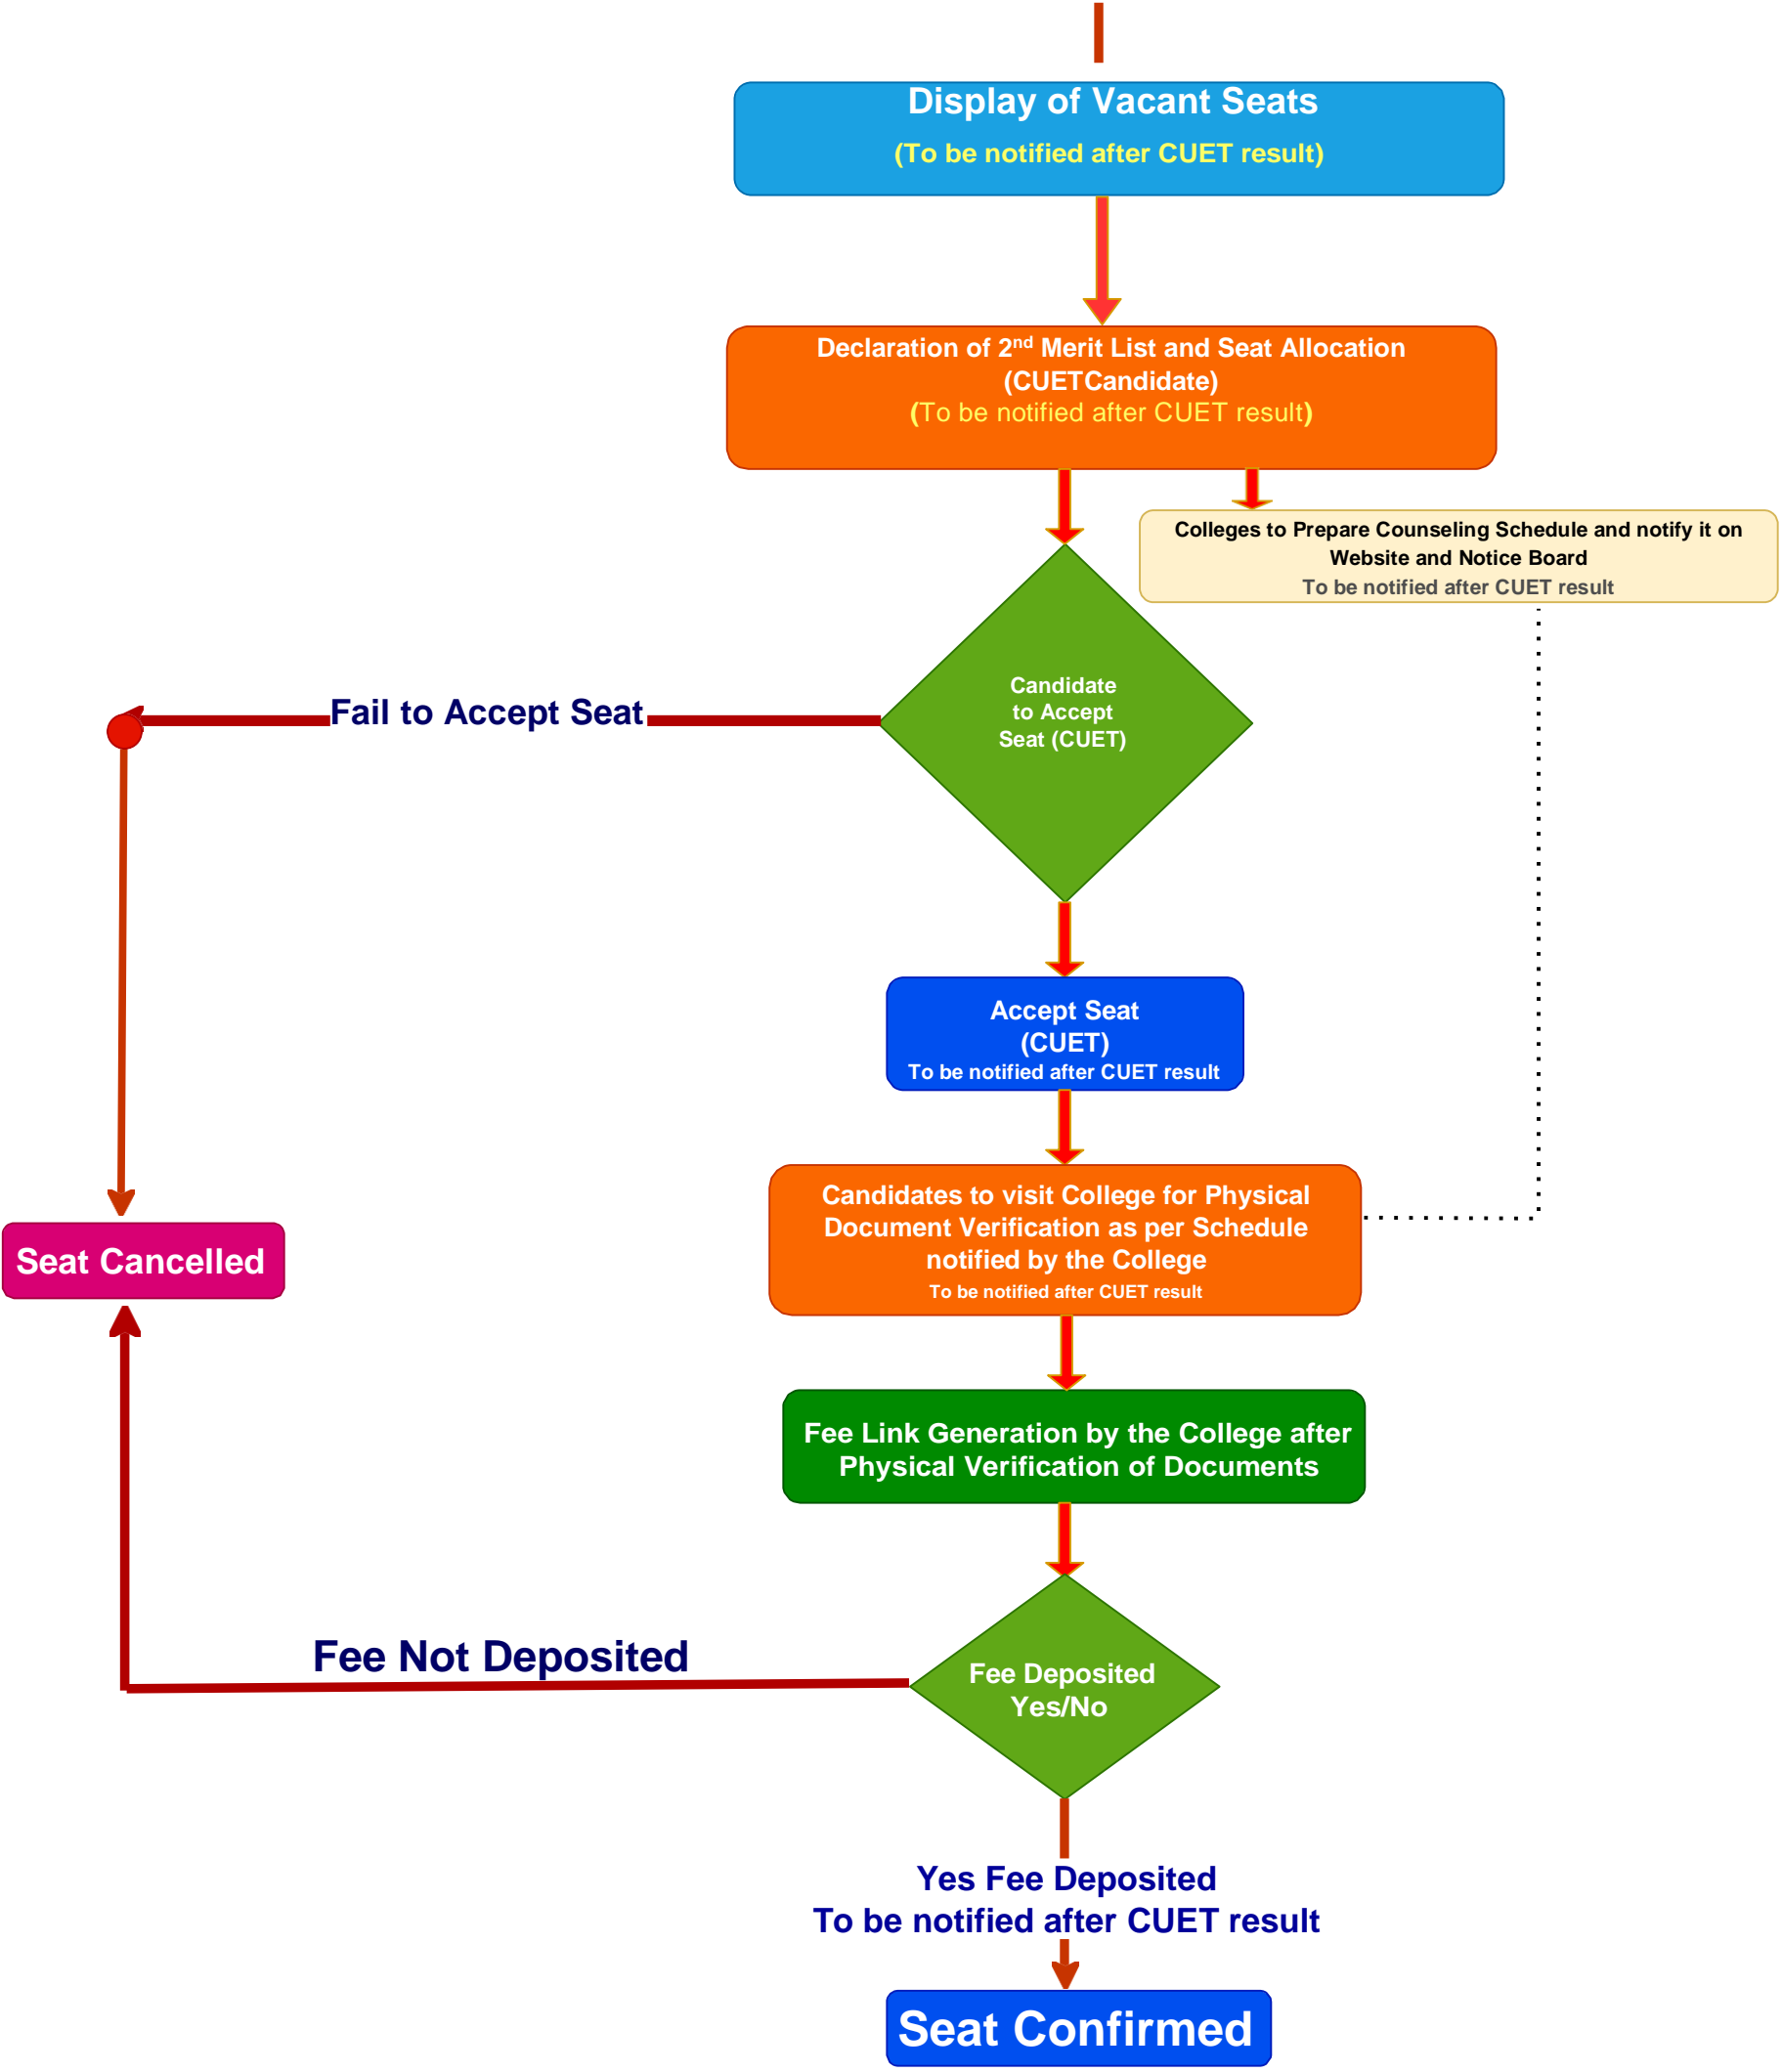 Display of Vacant Seats
(To be notified after CUET result)
Declaration of 2nd Merit List and Seat Allocation
(CUETCandidate)
(To be notified after CUET result)
Colleges to Prepare Counseling Schedule and notify it on
Website and Notice Board
To be notified after CUET result
Candidate
to Accept
Seat (CUET)
Fail to Accept Seat
Accept Seat
(CUET)
To be notified after CUET result
Candidates to visit College for Physical
Document Verification as per Schedule
notified by the College
To be notified after CUET result
Seat Cancelled
Fee Link Generation by the College after
Physical Verification of Documents
Fee Not Deposited
Fee Deposited
Yes/No
Yes Fee Deposited
To be notified after CUET result
Seat Confirmed